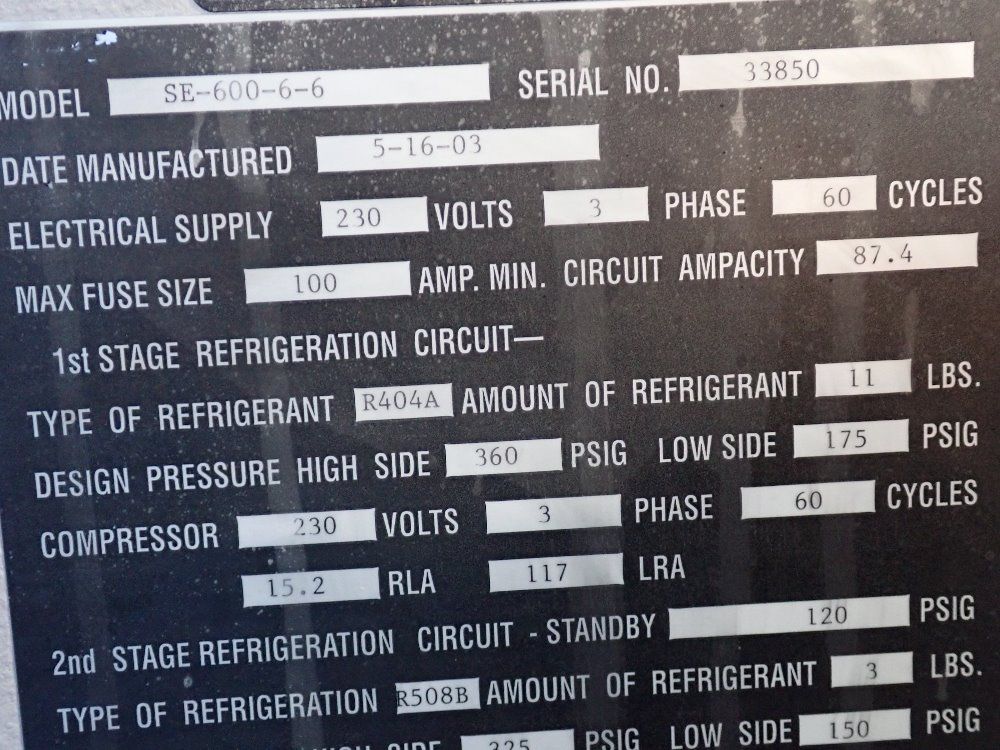 MODEL SE-600-6-6 SERIAL NO. 33850
DATE MANUFACTURED 5-16-03
ELECTRICAL SUPPLY 230 VOLTS 3 PHASE 60 CYCLES
MAX FUSE SIZE 100 AMP. MIN. CIRCUIT AMPACITY 87.4
1st STAGE REFRIGERATION CIRCUIT—
TYPE OF REFRIGERANT R404A AMOUNT OF REFRIGERANT 11 LBS.
DESIGN PRESSURE HIGH SIDE 360 PSIG LOW SIDE 175 PSIG
COMPRESSOR 230 VOLTS 3 PHASE 60 CYCLES
15.2 RLA 117 LRA
2nd STAGE REFRIGERATION CIRCUIT - STANDBY 120 PSIG
TYPE OF REFRIGERATION R508B AMOUNT OF REFRIGERANT 3 LBS.
HIGH SIDE 325 PSIG LOW SIDE 150 PSIG